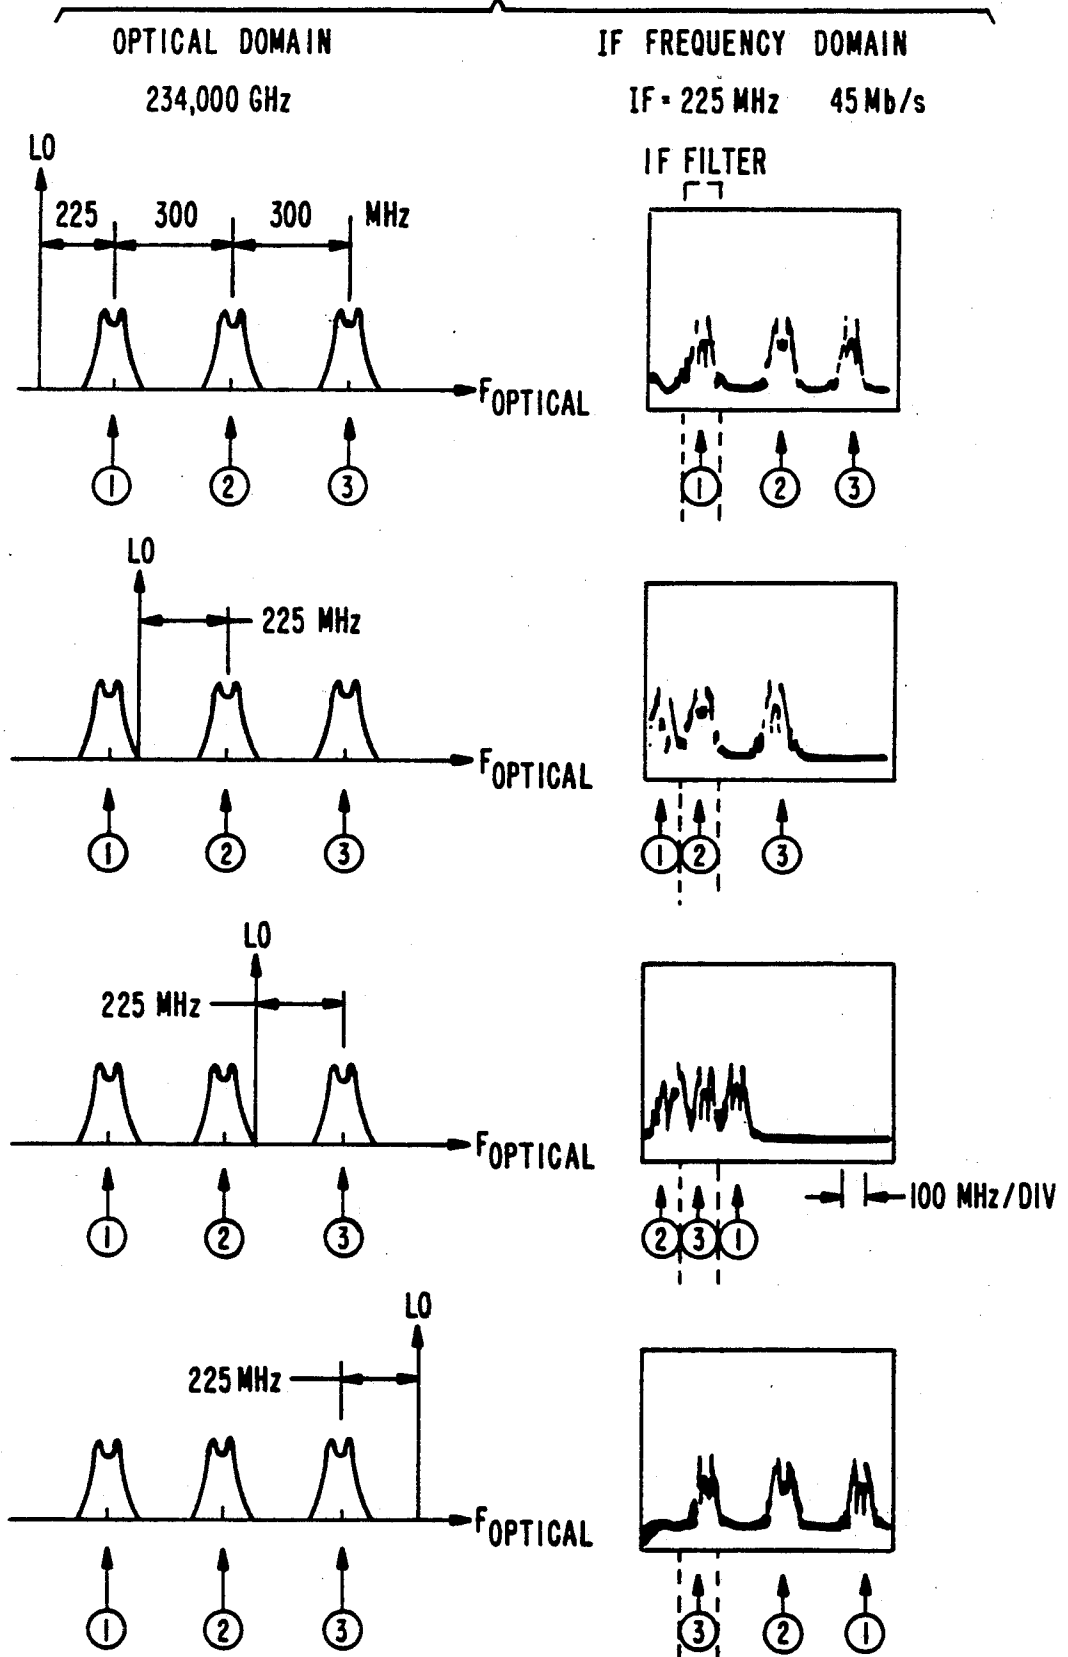 OPTICAL DOMAIN
234,000 GHz
IF FREQUENCY DOMAIN
IF = 225 MHz 45 Mb/s
LO
225 300 300 MHz
FOPTICAL
1 2 3
IF FILTER
1 2 3
LO
225 MHz
FOPTICAL
1 2 3
1 2 3
LO
225 MHz
FOPTICAL
1 2 3
100 MHz/DIV
2 3 1
LO
225 MHz
FOPTICAL
1 2 3
3 2 1